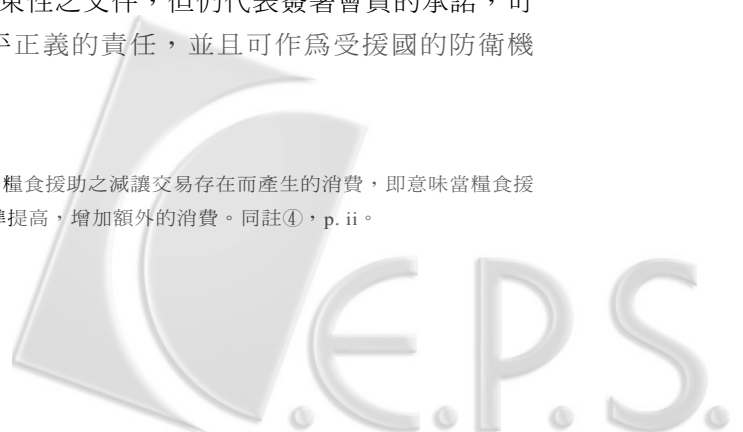 束性之文件，但仍代表簽署會員的承諾，可
平正義的責任，並且可作為受援國的防衛機
糧食援助之減讓交易存在而產生的消費，即意味當糧食援
準提高，增加額外的消費。同註④，p. ii。
C.E.P.S.